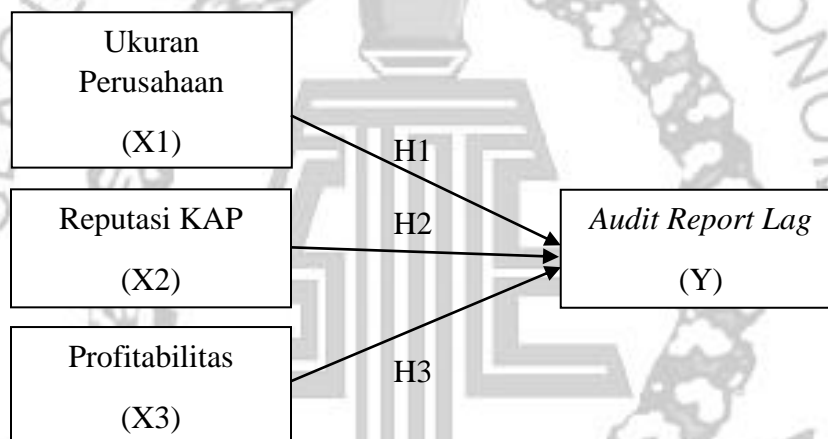 Ukuran
Perusahaan
(X1)
H1
Reputasi KAP
(X2)
H2
Audit Report Lag
(Y)
Profitabilitas
(X3)
H3